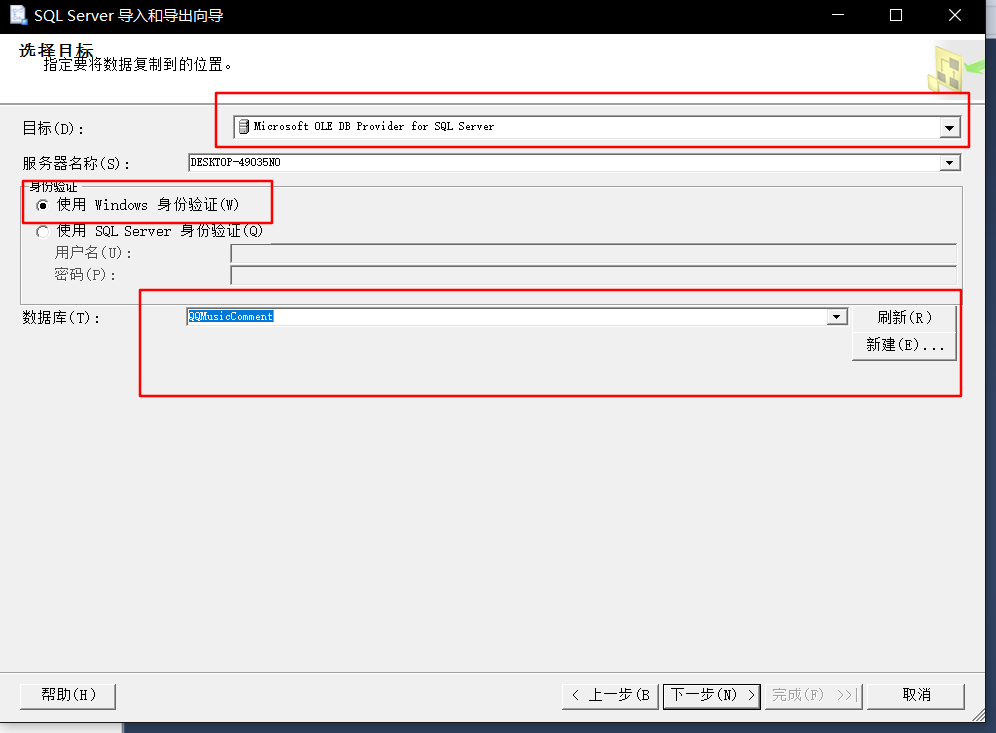 SQL Server 导入和导出向导
选择目标
指定要将数据复制到的位置。
目标(D):
Microsoft OLE DB Provider for SQL Server
服务器名称(S):
DESKTOP-49035NO
身份验证
使用 Windows 身份验证(W)
使用 SQL Server 身份验证(Q)
用户名(U):
密码(P):
数据库(T):
QQMusicComment
刷新(R)
新建(E)...
帮助(H)
< 上一步(B
下一步(N) >
完成(F) >>|
取消